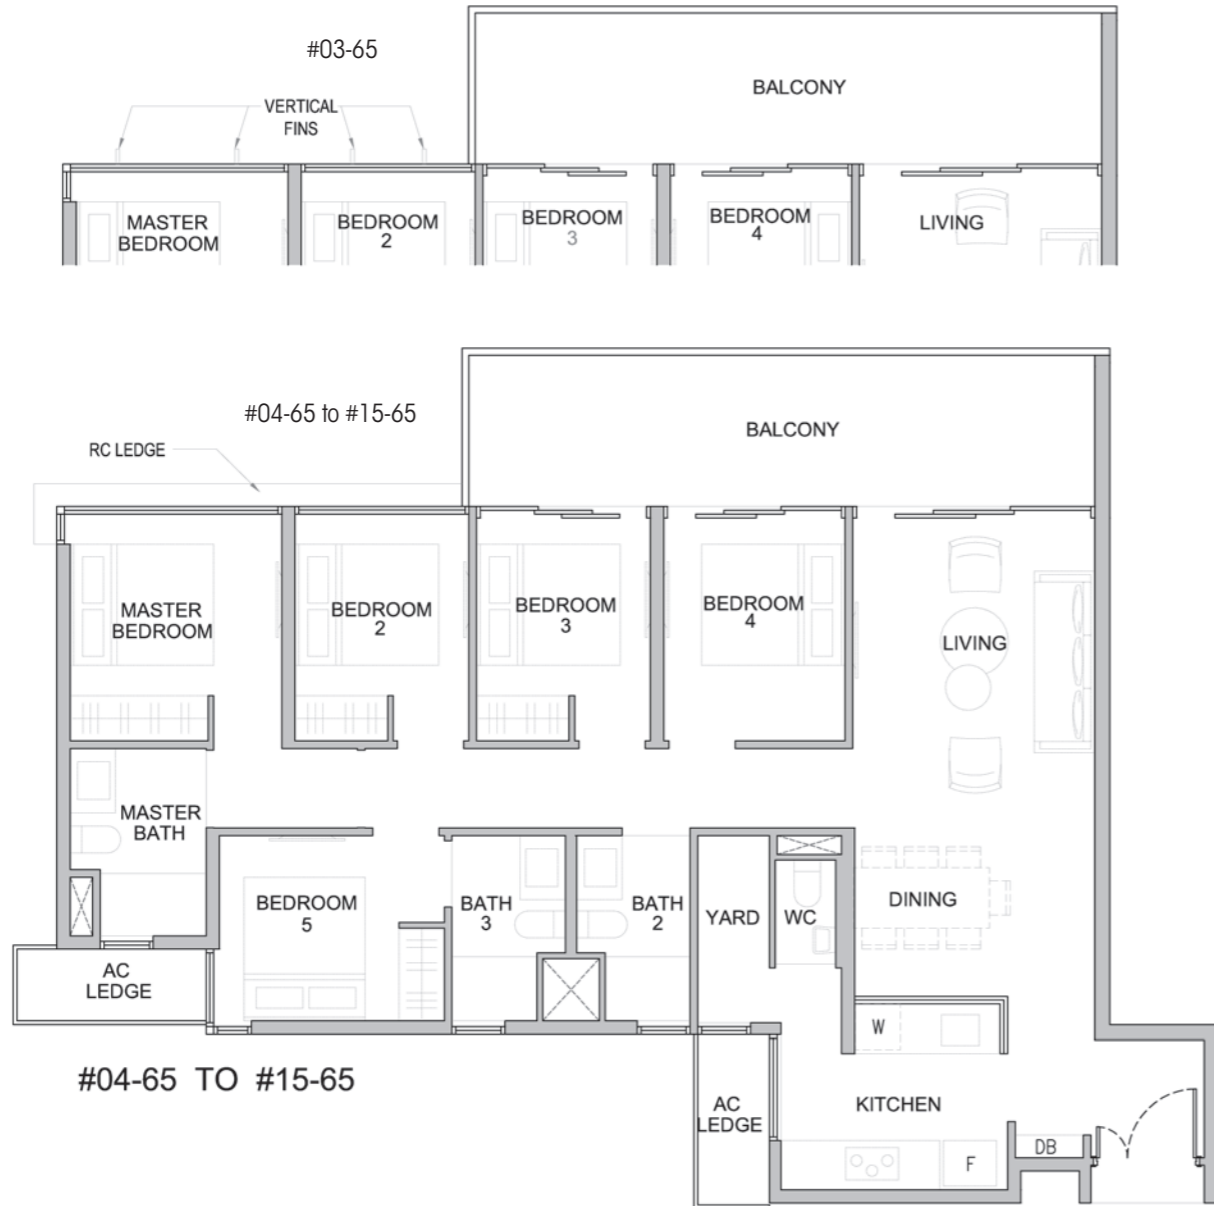 #03-65
BALCONY
VERTICAL
FINS
MASTER
BEDROOM
BEDROOM
2
BEDROOM
3
BEDROOM
4
LIVING
#04-65 to #15-65
BALCONY
RC LEDGE
MASTER
BEDROOM
BEDROOM
2
BEDROOM
3
BEDROOM
4
LIVING
MASTER
BATH
BEDROOM
5
BATH
3
BATH
2
YARD
WC
DINING
AC
LEDGE
W
#04-65 TO #15-65
AC
LEDGE
KITCHEN
F
DB